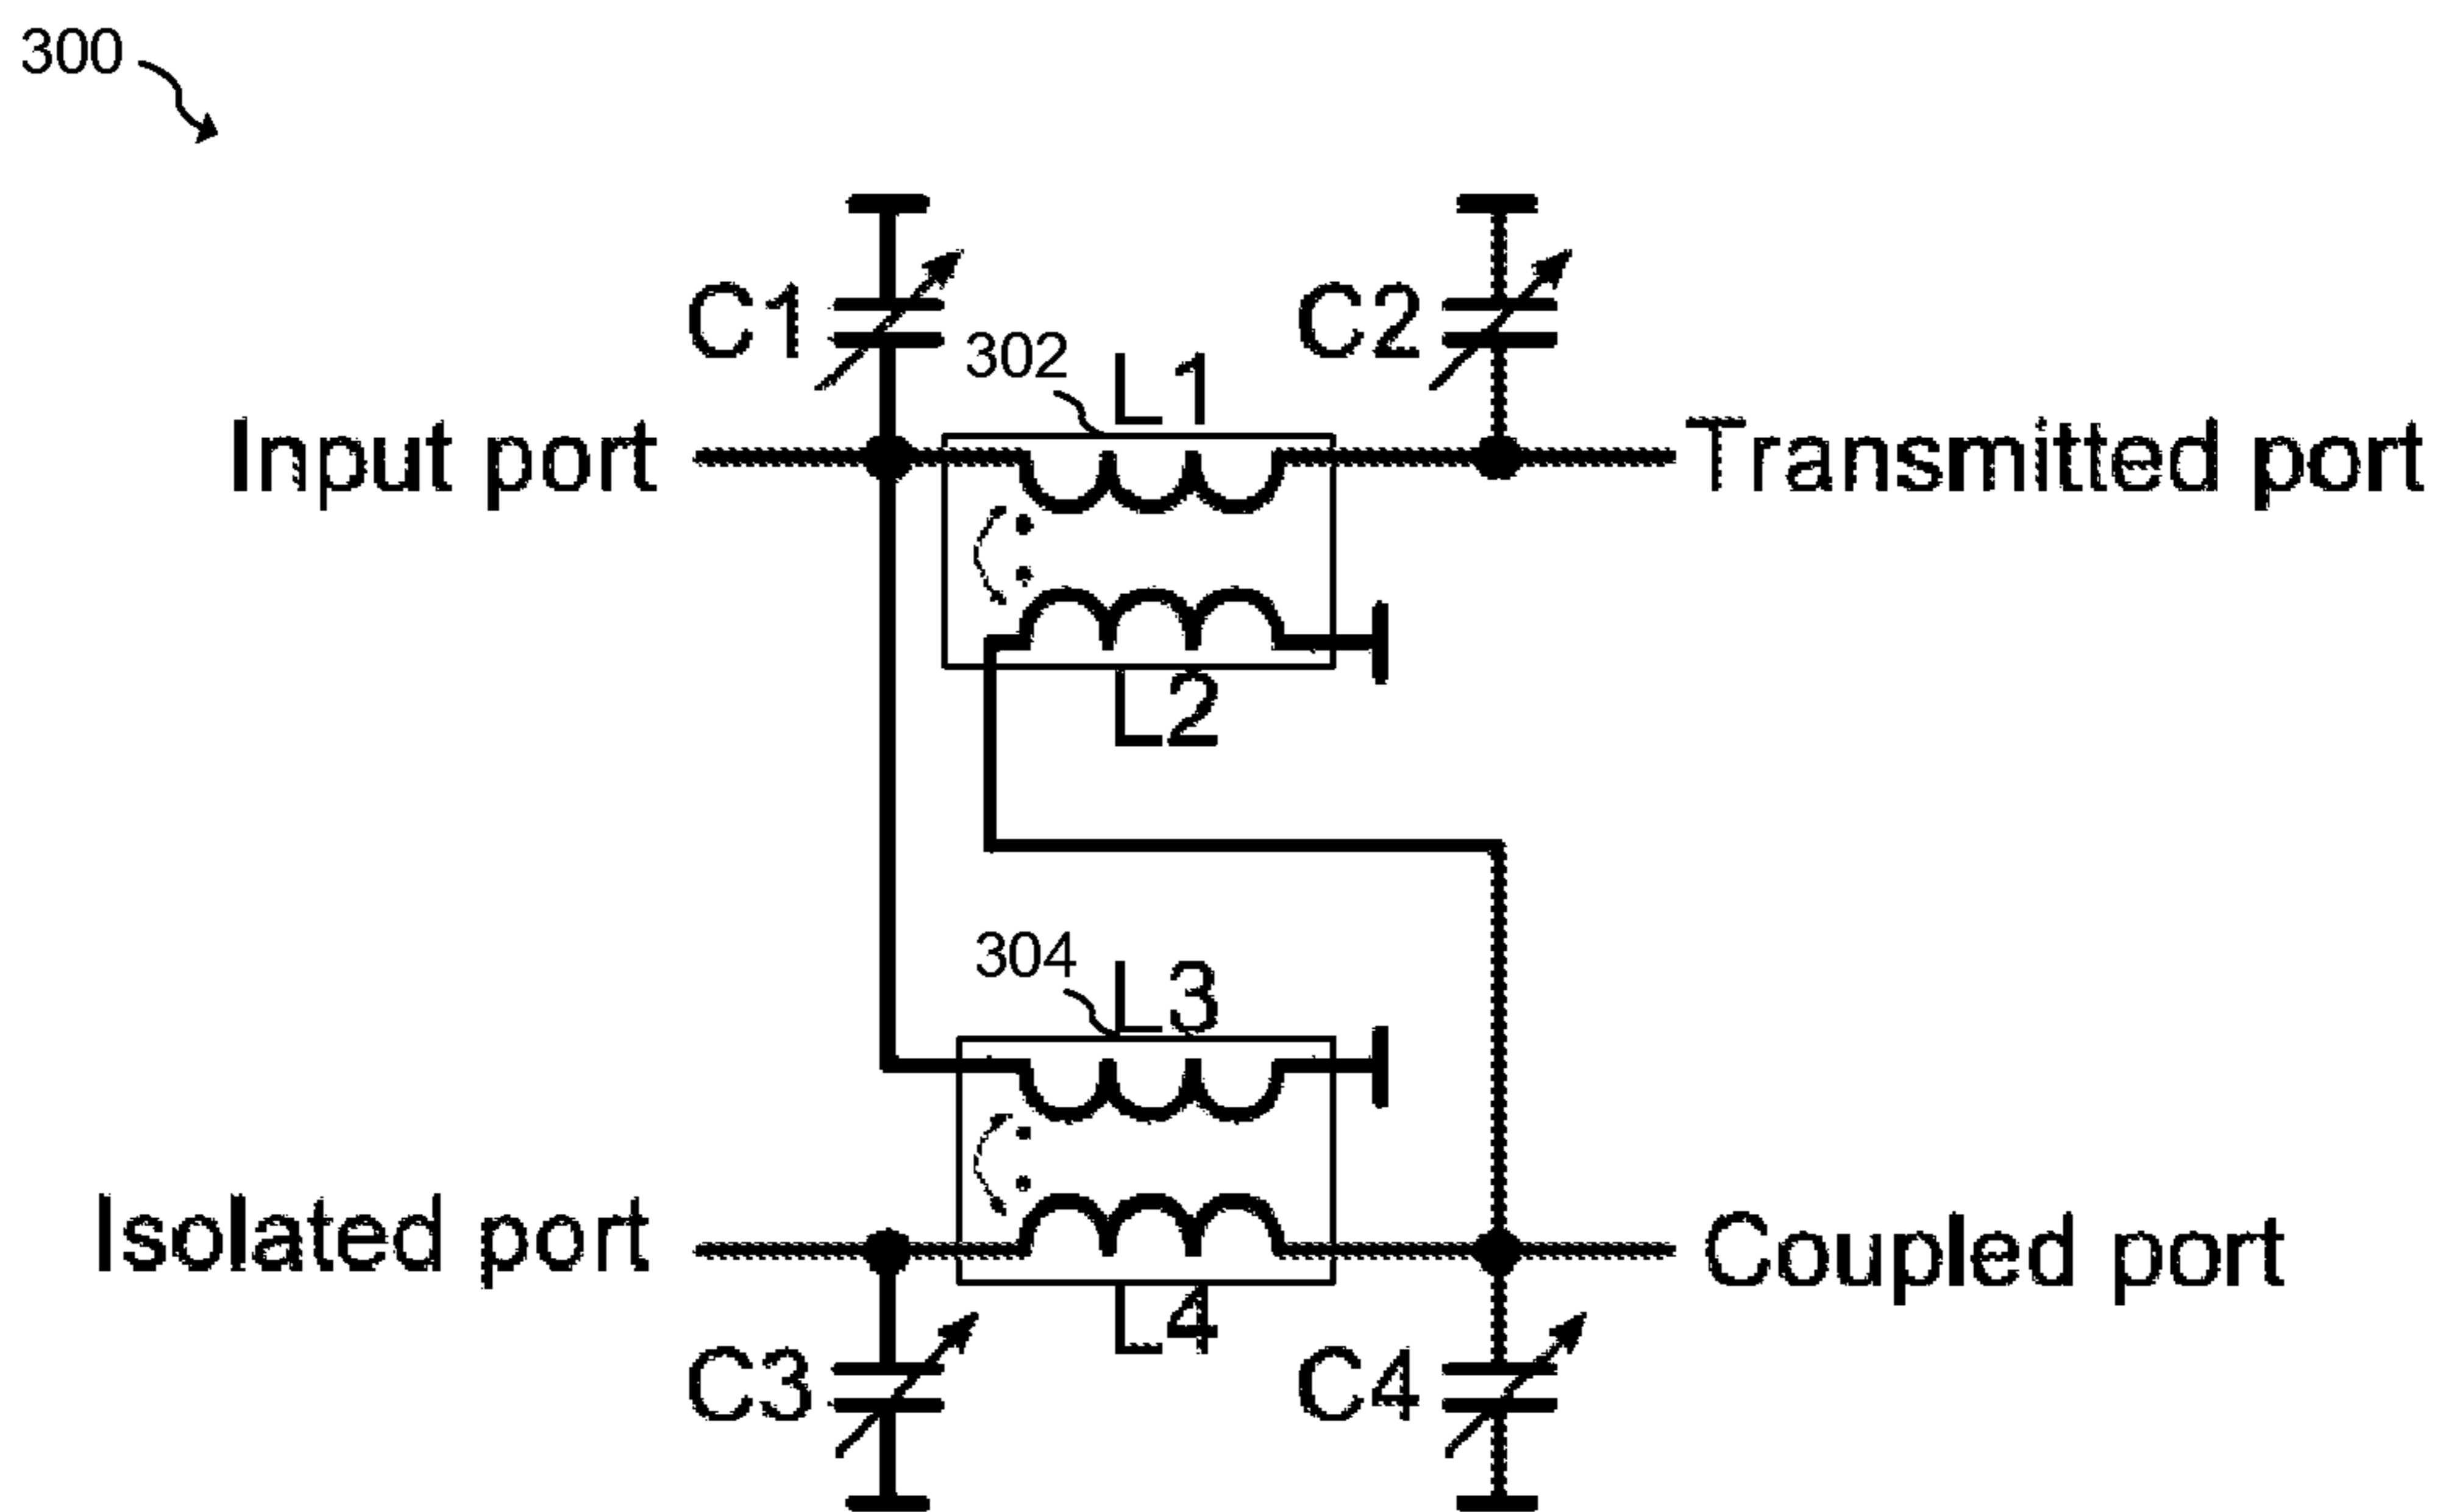 300
C1
C2
302
L1
Input port
Transmitted port
L2
304
L3
Isolated port
Coupled port
L4
C3
C4